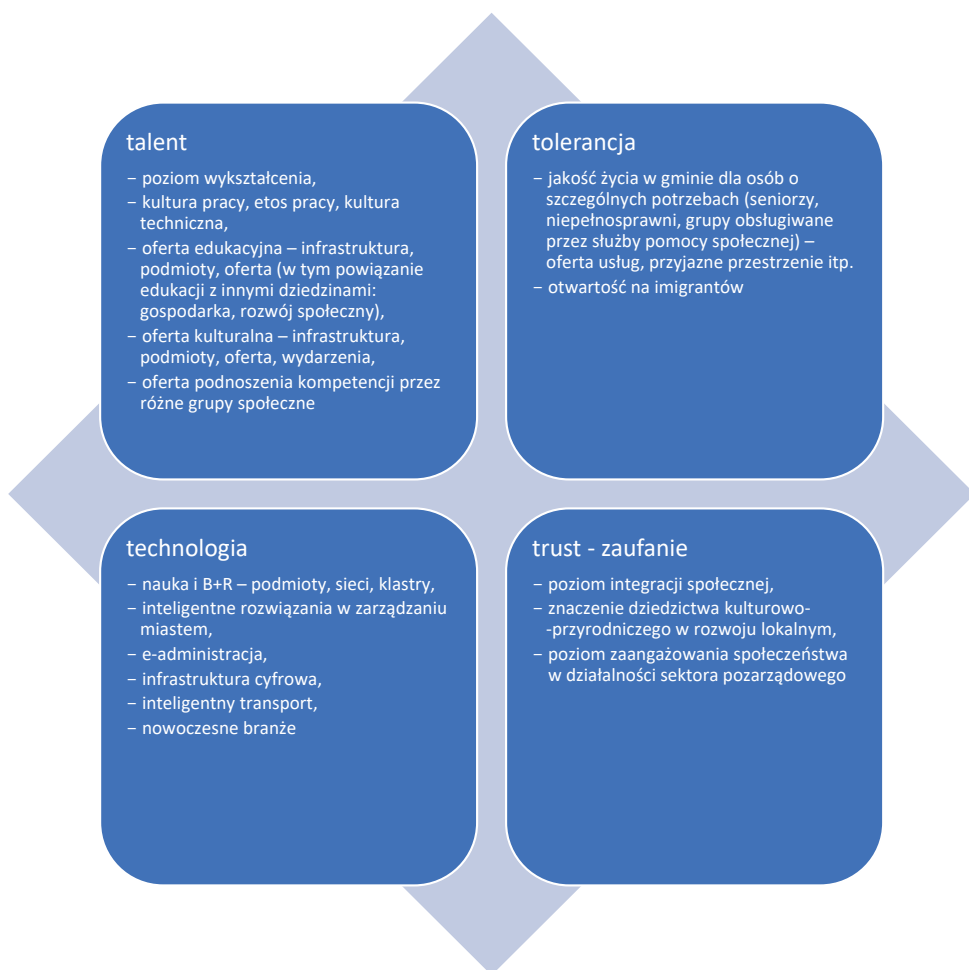 talent
– poziom wykształcenia,
– kultura pracy, etos pracy, kultura
techniczna,
– oferta edukacyjna – infrastruktura,
podmioty, oferta (w tym powiązanie
edukacji z innymi dziedzinami:
gospodarka, rozwój społeczny),
– oferta kulturalna – infrastruktura,
podmioty, oferta, wydarzenia,
– oferta podnoszenia kompetencji przez
różne grupy społeczne
tolerancja
– jakość życia w gminie dla osób o
szczególnych potrzebach (seniorzy,
niepełnosprawni, grupy obsługiwane
przez służby pomocy społecznej) –
oferta usług, przyjazne przestrzenie itp.
– otwartość na imigrantów
technologia
– nauka i B+R – podmioty, sieci, klastry,
– inteligentne rozwiązania w zarządzaniu
miastem,
– e-administracja,
– infrastruktura cyfrowa,
– inteligentny transport,
– nowoczesne branże
trust - zaufanie
– poziom integracji społecznej,
– znaczenie dziedzictwa kulturowo-
-przyrodniczego w rozwoju lokalnym,
– poziom zaangażowania społeczeństwa
w działalności sektora pozarządowego